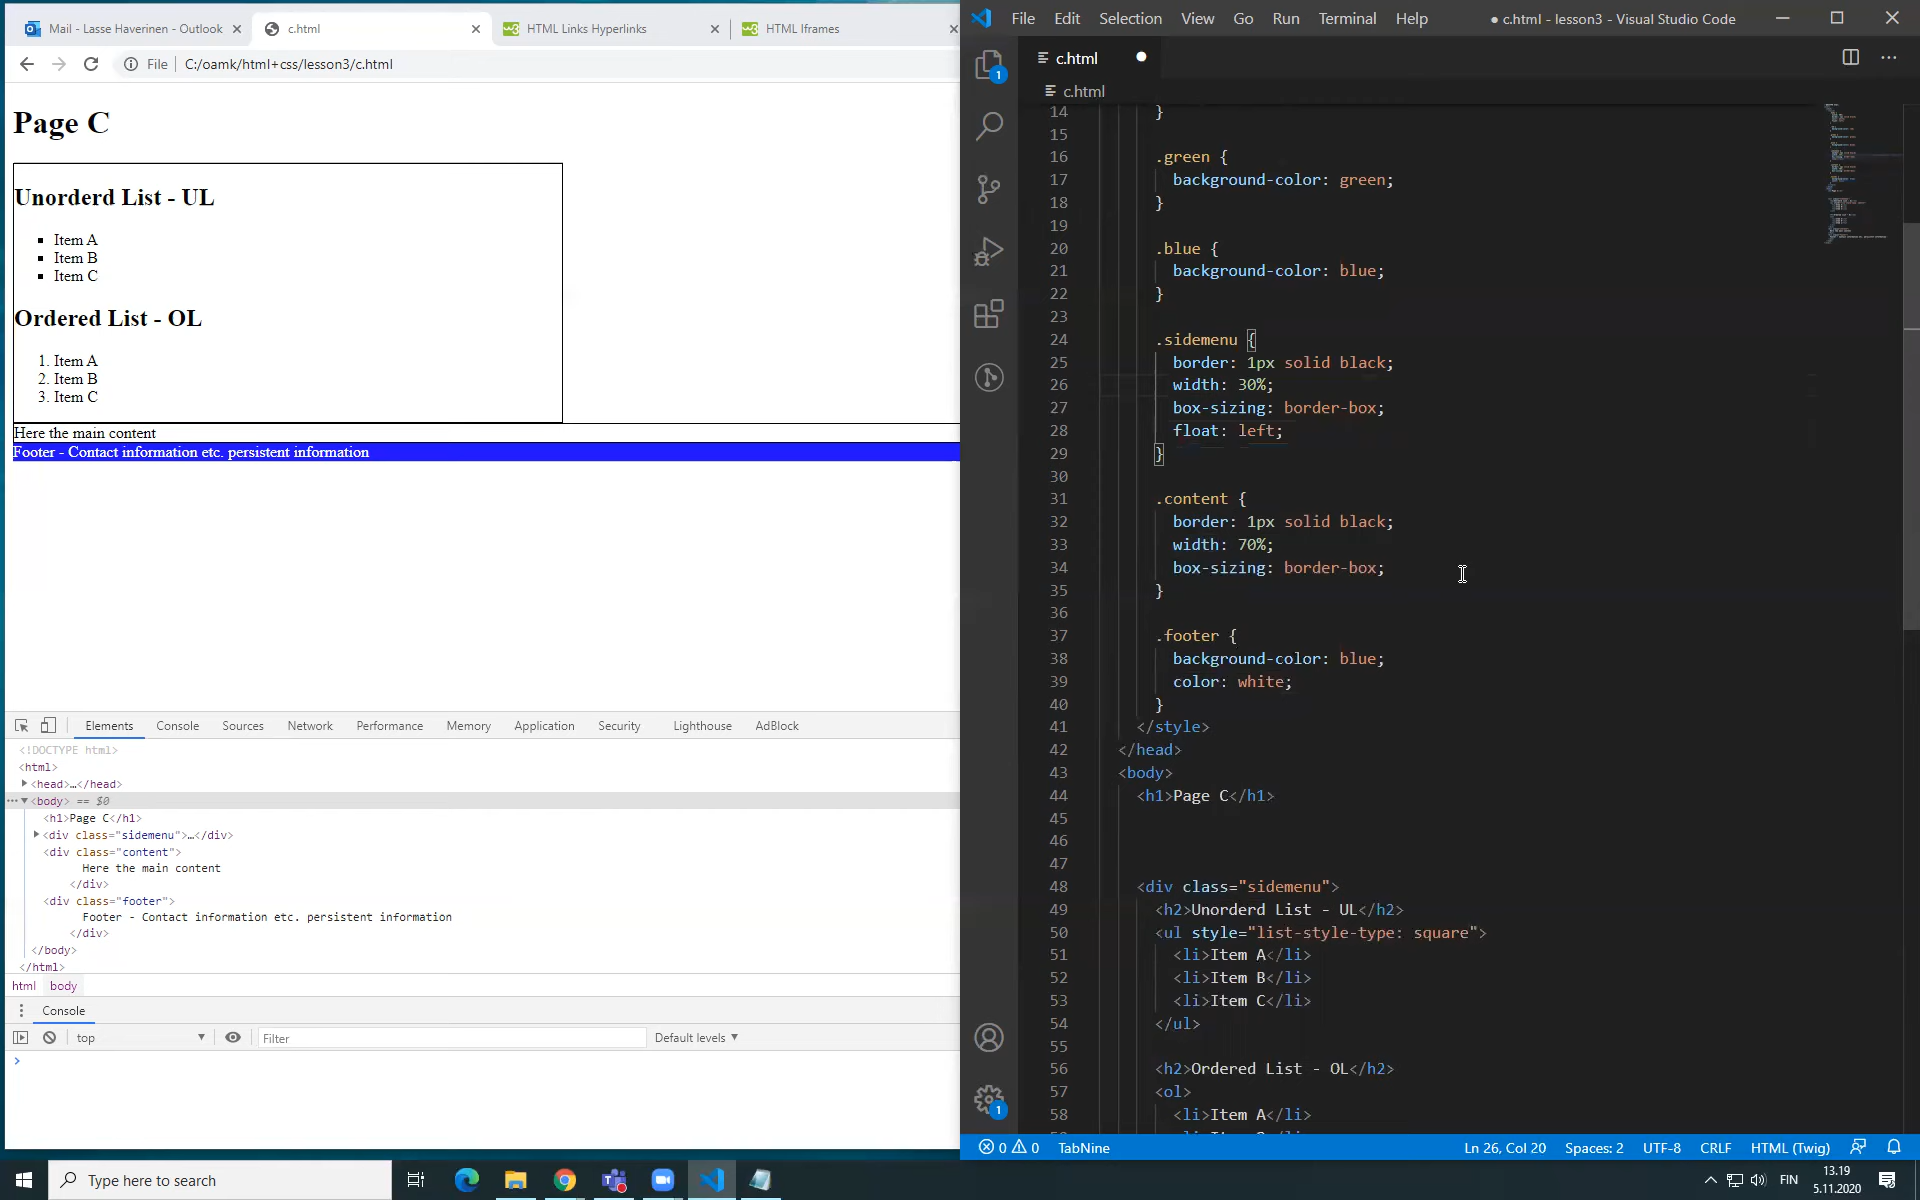 Mail - Lasse Haverinen - Outlook
c.html
HTML Links Hyperlinks
HTML Iframes
File
C:/oamk/html+css/lesson3/c.html
Page C
Unorderd List - UL
Item A
Item B
Item C
Ordered List - OL
1. Item A
2. Item B
3. Item C
Here the main content
Footer - Contact information etc. persistent information
Elements Console Sources Network Performance Memory Application Security Lighthouse AdBlock
<!DOCTYPE html>
<html>
<head>…</head>
<body> == $0
<h1>Page C</h1>
<div class="sidemenu">…</div>
<div class="content">
Here the main content
</div>
<div class="footer">
Footer - Contact information etc. persistent information
</div>
</body>
</html>
html body
Console
top
Filter
Default levels
Type here to search
File Edit Selection View Go Run Terminal Help
● c.html - lesson3 - Visual Studio Code
c.html
c.html
1
14 }
15
16 .green {
17 background-color: green;
18 }
19
20 .blue {
21 background-color: blue;
22 }
23
24 .sidemenu {
25 border: 1px solid black;
26 width: 30%;
27 box-sizing: border-box;
28 float: left;
29 }
30
31 .content {
32 border: 1px solid black;
33 width: 70%;
34 box-sizing: border-box;
35 }
36
37 .footer {
38 background-color: blue;
39 color: white;
40 }
41 </style>
42 </head>
43 <body>
44 <h1>Page C</h1>
45
46
47
48 <div class="sidemenu">
49 <h2>Unorderd List - UL</h2>
50 <ul style="list-style-type: square">
51 <li>Item A</li>
52 <li>Item B</li>
53 <li>Item C</li>
54 </ul>
55
56 <h2>Ordered List - OL</h2>
57 <ol>
58 <li>Item A</li>
1
0 0 TabNine
Ln 26, Col 20 Spaces: 2 UTF-8 CRLF HTML (Twig)
FIN
13.19
5.11.2020